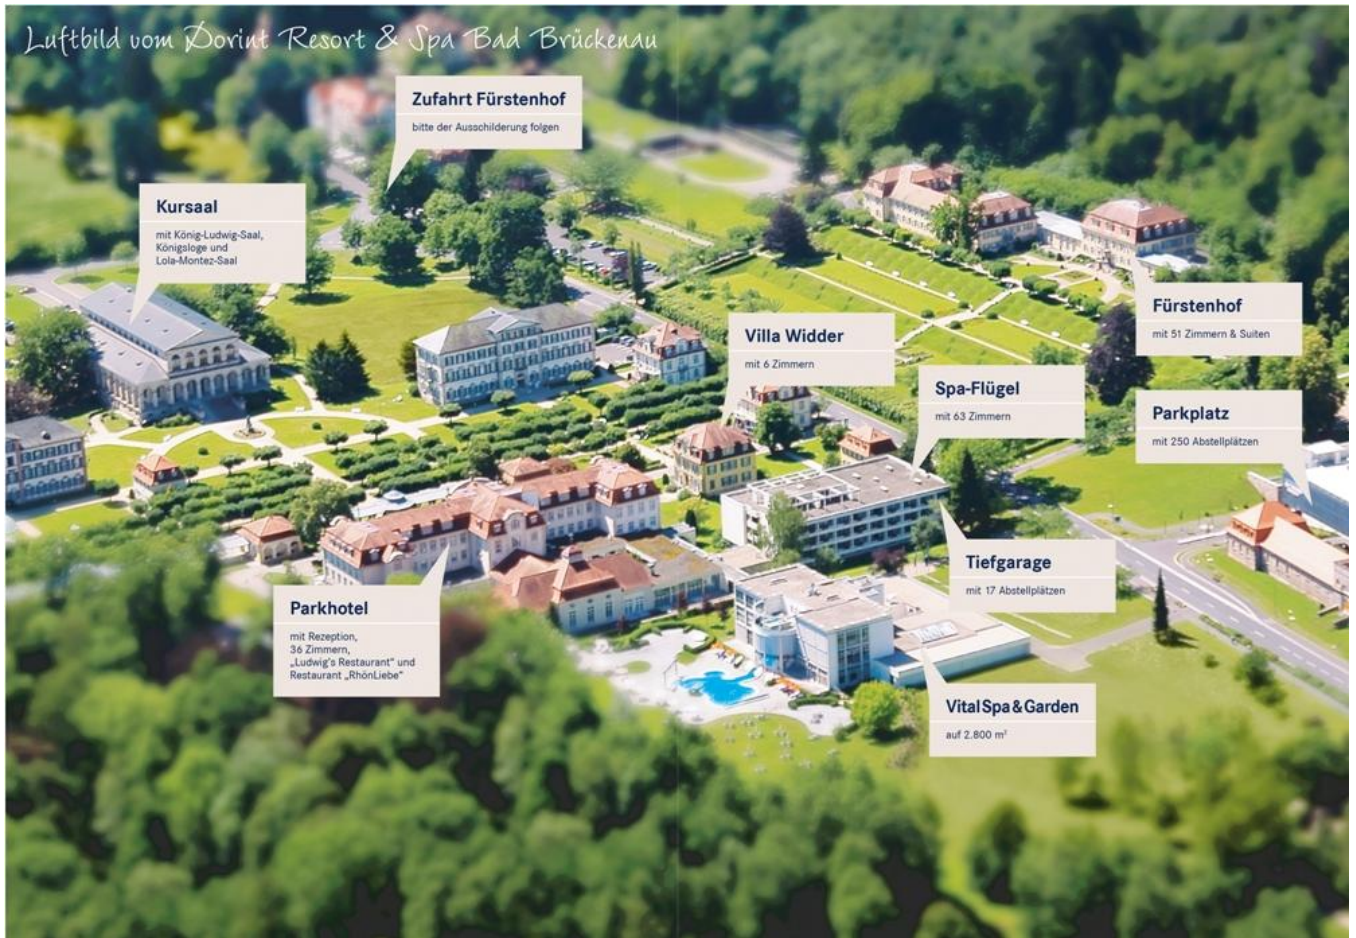 Luftbild vom Dorint Resort & Spa Bad Brückenau
Zufahrt Fürstenhof
bitte der Ausschilderung folgen
Kursaal
mit König-Ludwig-Saal,
Königsloge und
Lola-Montez-Saal
Fürstenhof
mit 51 Zimmern & Suiten
Villa Widder
mit 6 Zimmern
Spa-Flügel
mit 63 Zimmern
Parkplatz
mit 250 Abstellplätzen
Tiefgarage
mit 17 Abstellplätzen
Parkhotel
mit Rezeption,
36 Zimmern,
„Ludwig's Restaurant“ und
Restaurant „RhönLiebe“
VitalSpa & Garden
auf 2.800 m²